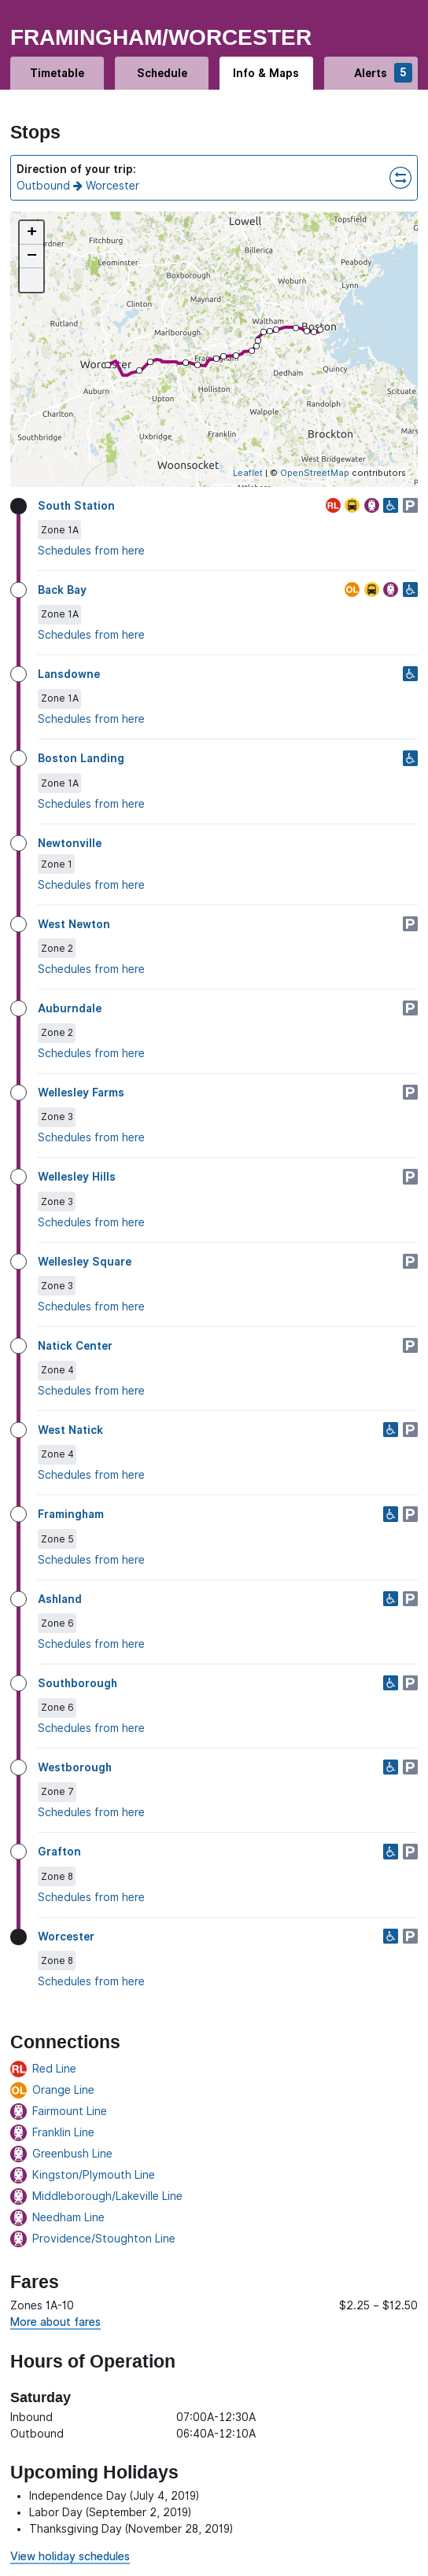 FRAMINGHAM/WORCESTER
Timetable Schedule Info & Maps Alerts 5
Stops
Direction of your trip:
Outbound → Worcester
+
−
Lowell
Topsfield
Fitchburg
Leominster
Billerica
Peabody
Boxborough
Woburn
Lynn
Clinton
Maynard
Rutland
Marlborough
Waltham
Boston
Worcester
Framingham
Dedham
Quincy
Auburn
Holliston
Upton
Randolph
Scituate
Charlton
Walpole
Southbridge
Uxbridge
Franklin
Brockton
West Bridgewater
Woonsocket
Leaflet | © OpenStreetMap contributors
South Station RL P
Zone 1A
Schedules from here
Back Bay OL
Zone 1A
Schedules from here
Lansdowne
Zone 1A
Schedules from here
Boston Landing
Zone 1A
Schedules from here
Newtonville
Zone 1
Schedules from here
West Newton P
Zone 2
Schedules from here
Auburndale P
Zone 2
Schedules from here
Wellesley Farms P
Zone 3
Schedules from here
Wellesley Hills P
Zone 3
Schedules from here
Wellesley Square P
Zone 3
Schedules from here
Natick Center P
Zone 4
Schedules from here
West Natick P
Zone 4
Schedules from here
Framingham P
Zone 5
Schedules from here
Ashland P
Zone 6
Schedules from here
Southborough P
Zone 6
Schedules from here
Westborough P
Zone 7
Schedules from here
Grafton P
Zone 8
Schedules from here
Worcester P
Zone 8
Schedules from here
Connections
RL Red Line
OL Orange Line
Fairmount Line
Franklin Line
Greenbush Line
Kingston/Plymouth Line
Middleborough/Lakeville Line
Needham Line
Providence/Stoughton Line
Fares
Zones 1A-10 $2.25 – $12.50
More about fares
Hours of Operation
Saturday
Inbound 07:00A-12:30A
Outbound 06:40A-12:10A
Upcoming Holidays
• Independence Day (July 4, 2019)
• Labor Day (September 2, 2019)
• Thanksgiving Day (November 28, 2019)
View holiday schedules